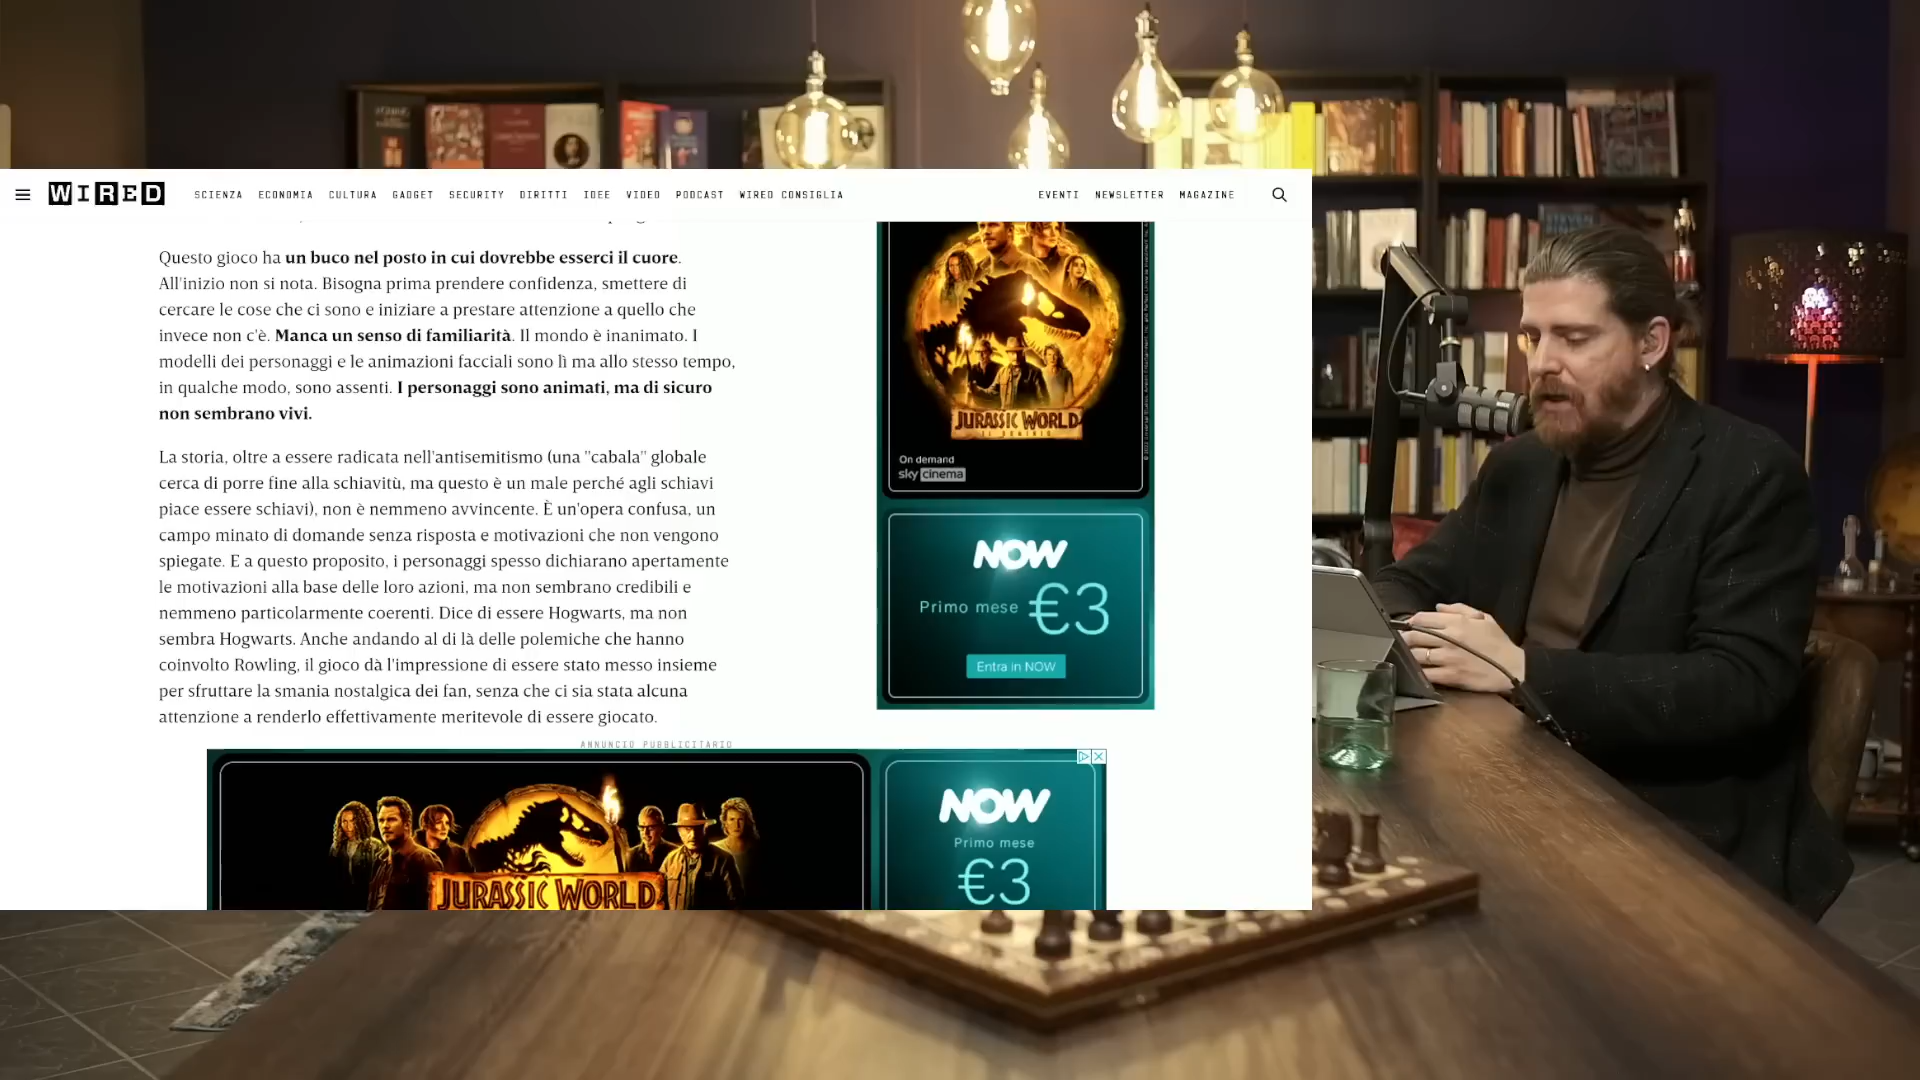 WIRED
SCIENZA ECONOMIA CULTURA GADGET SECURITY DIRITTI IDEE VIDEO PODCAST WIRED CONSIGLIA
EVENTI NEWSLETTER MAGAZINE
Questo gioco ha un buco nel posto in cui dovrebbe esserci il cuore.
All'inizio non si nota. Bisogna prima prendere confidenza, smettere di
cercare le cose che ci sono e iniziare a prestare attenzione a quello che
invece non c'è. Manca un senso di familiarità. Il mondo è inanimato. I
modelli dei personaggi e le animazioni facciali sono lì ma allo stesso tempo,
in qualche modo, sono assenti. I personaggi sono animati, ma di sicuro
non sembrano vivi.
La storia, oltre a essere radicata nell'antisemitismo (una "cabala" globale
cerca di porre fine alla schiavitù, ma questo è un male perché agli schiavi
piace essere schiavi), non è nemmeno avvincente. È un'opera confusa, un
campo minato di domande senza risposta e motivazioni che non vengono
spiegate. E a questo proposito, i personaggi spesso dichiarano apertamente
le motivazioni alla base delle loro azioni, ma non sembrano credibili e
nemmeno particolarmente coerenti. Dice di essere Hogwarts, ma non
sembra Hogwarts. Anche andando al di là delle polemiche che hanno
coinvolto Rowling, il gioco dà l'impressione di essere stato messo insieme
per sfruttare la smania nostalgica dei fan, senza che ci sia stata alcuna
attenzione a renderlo effettivamente meritevole di essere giocato.
JURASSIC WORLD
IL DOMINIO
On demand
sky cinema
NOW
Primo mese €3
Entra in NOW
ANNUNCIO PUBBLICITARIO
JURASSIC WORLD
NOW
Primo mese
€3